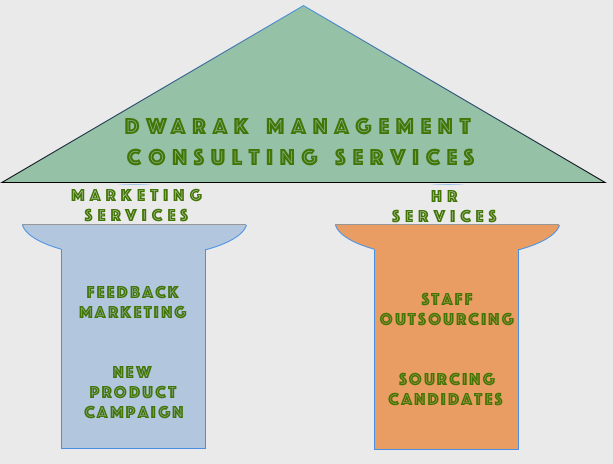 DWARAK MANAGEMENT
CONSULTING SERVICES
MARKETING
SERVICES
FEEDBACK
MARKETING
NEW
PRODUCT
CAMPAIGN
HR
SERVICES
STAFF
OUTSOURCING
SOURCING
CANDIDATES